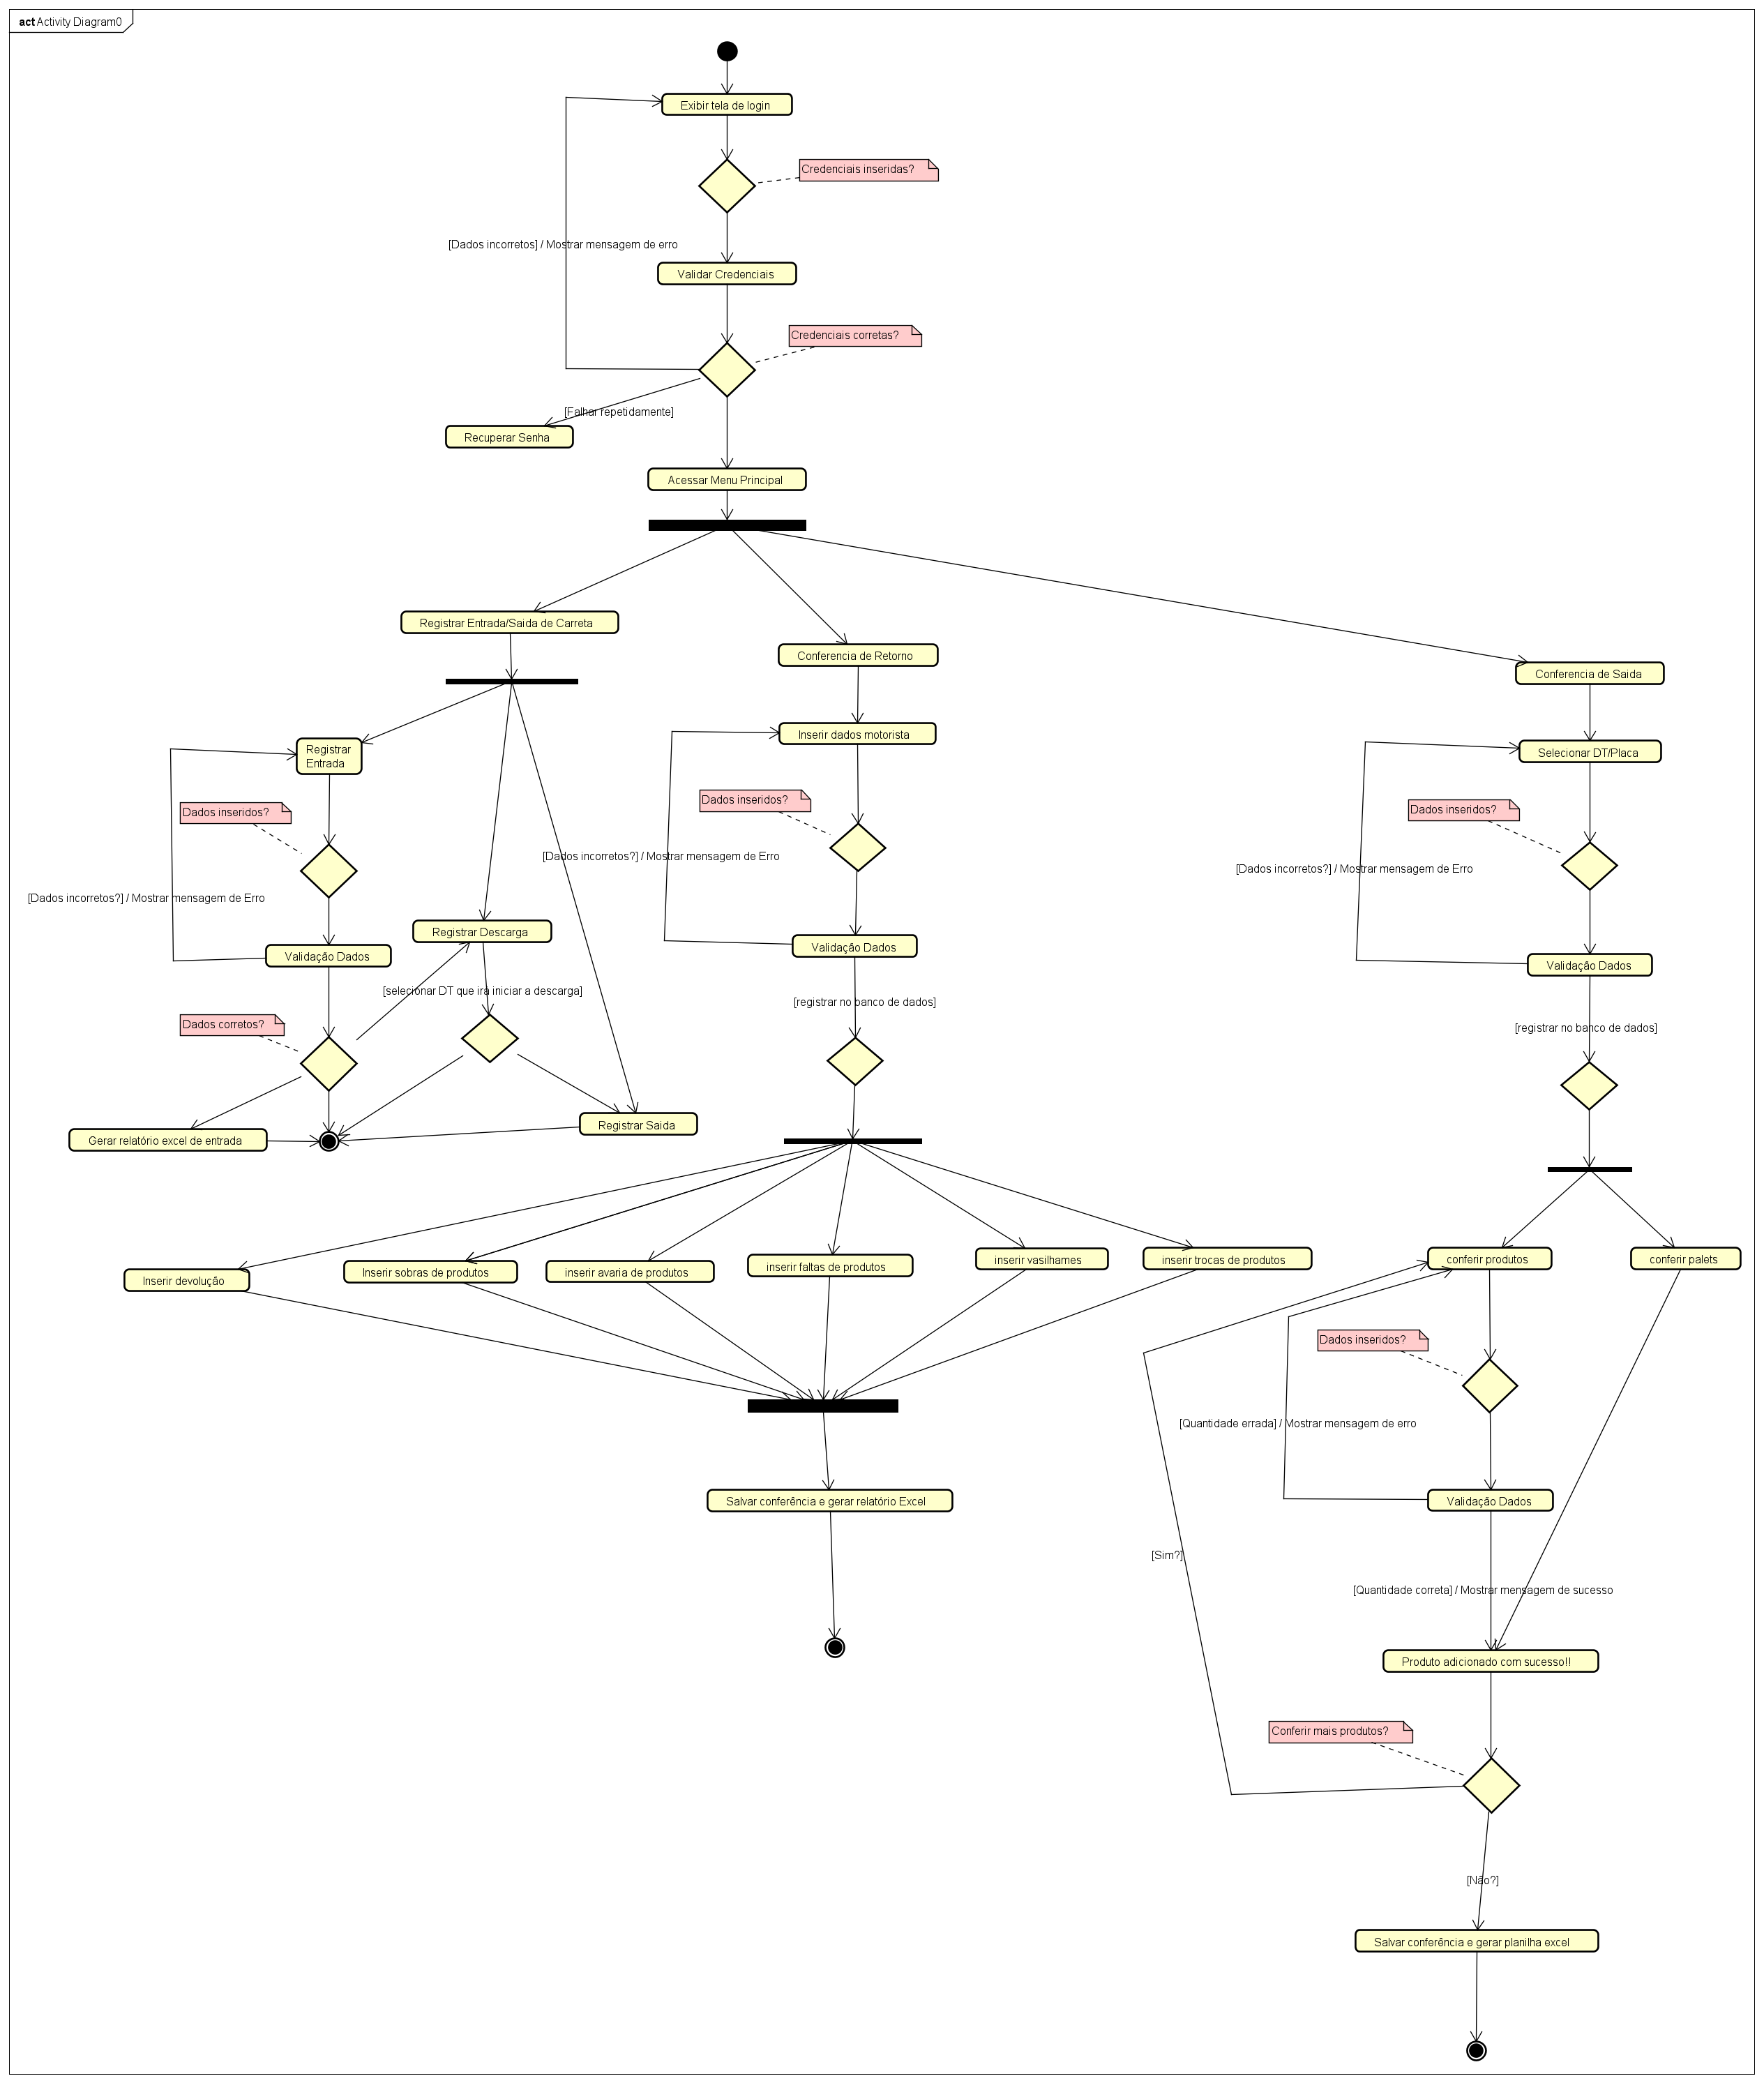 act Activity Diagram0
Exibir tela de login
Credenciais inseridas?
[Dados incorretos] / Mostrar mensagem de erro
Validar Credenciais
Credenciais corretas?
[Falhar repetidamente]
Recuperar Senha
Acessar Menu Principal
Registrar Entrada/Saida de Carreta
Conferencia de Retorno
Conferencia de Saida
Registrar
Entrada
Inserir dados motorista
Selecionar DT/Placa
Dados inseridos?
Dados inseridos?
Dados inseridos?
[Dados incorretos?] / Mostrar mensagem de Erro
[Dados incorretos?] / Mostrar mensagem de Erro
[Dados incorretos?] / Mostrar mensagem de Erro
Registrar Descarga
Validação Dados
Validação Dados
Validação Dados
[selecionar DT que irá iniciar a descarga]
[registrar no banco de dados]
Dados corretos?
[registrar no banco de dados]
Gerar relatório excel de entrada
Registrar Saida
Inserir devolução
Inserir sobras de produtos
inserir avaria de produtos
inserir faltas de produtos
inserir vasilhames
inserir trocas de produtos
conferir produtos
conferir palets
Dados inseridos?
[Quantidade errada] / Mostrar mensagem de erro
Salvar conferência e gerar relatório Excel
Validação Dados
[Sim?]
[Quantidade correta] / Mostrar mensagem de sucesso
Produto adicionado com sucesso!!
Conferir mais produtos?
[Não?]
Salvar conferência e gerar planilha excel